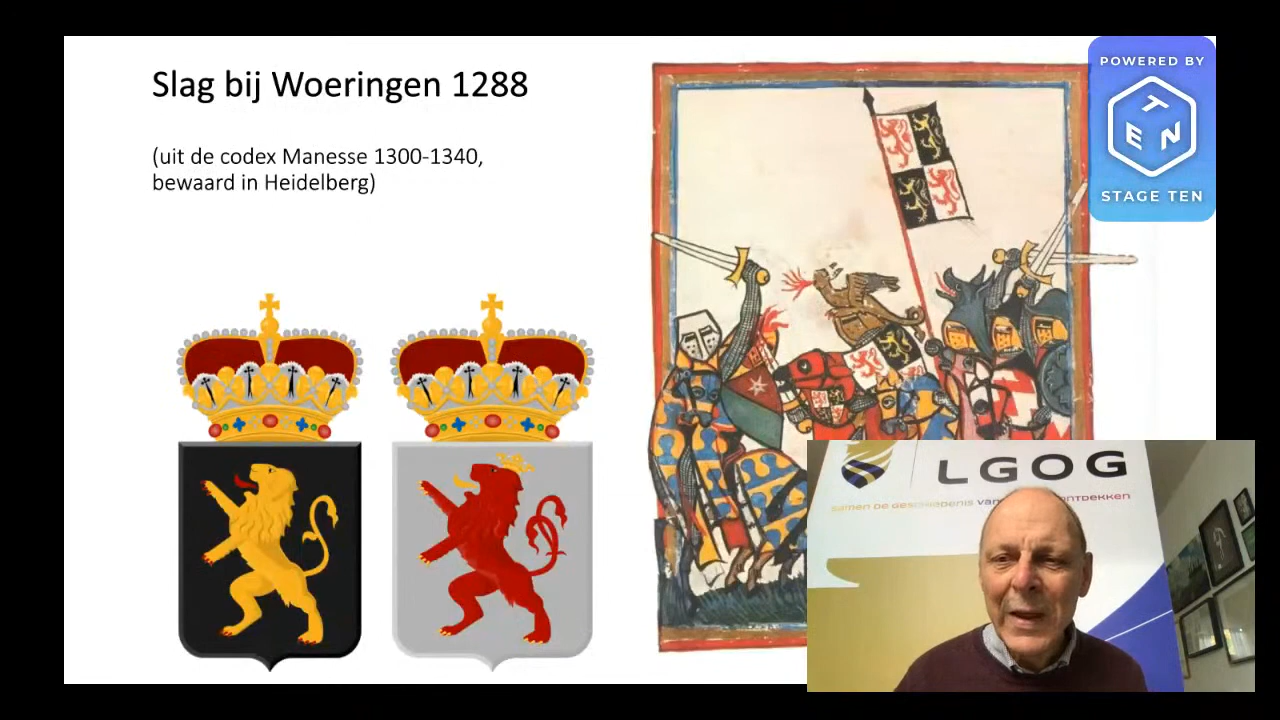 Slag bij Woeringen 1288
(uit de codex Manesse 1300-1340,
bewaard in Heidelberg)
POWERED BY
TEN
STAGE TEN
LGOG
SAMEN DE GESCHIEDENIS VAN ONTDEKKEN